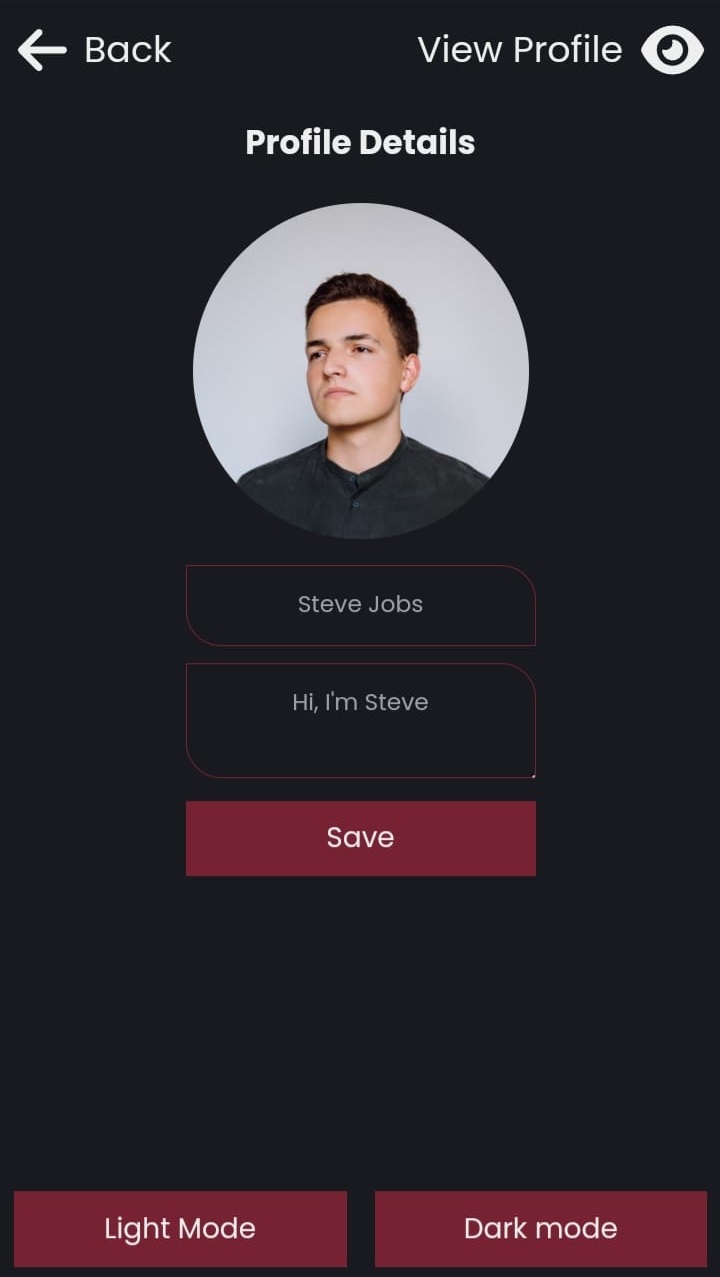 Back View Profile
Profile Details
Steve Jobs
Hi, I'm Steve
Save
Light Mode Dark mode